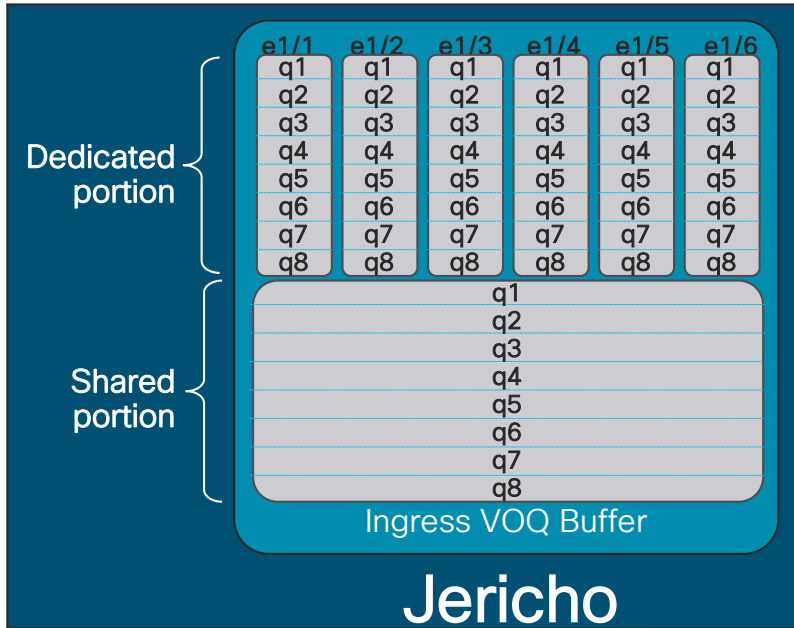 e1/1 e1/2 e1/3 e1/4 e1/5 e1/6
q1 q1 q1 q1 q1 q1
q2 q2 q2 q2 q2 q2
q3 q3 q3 q3 q3 q3
q4 q4 q4 q4 q4 q4
q5 q5 q5 q5 q5 q5
q6 q6 q6 q6 q6 q6
q7 q7 q7 q7 q7 q7
q8 q8 q8 q8 q8 q8
Dedicated
portion
q1
q2
q3
q4
q5
q6
q7
q8
Shared
portion
Ingress VOQ Buffer
Jericho